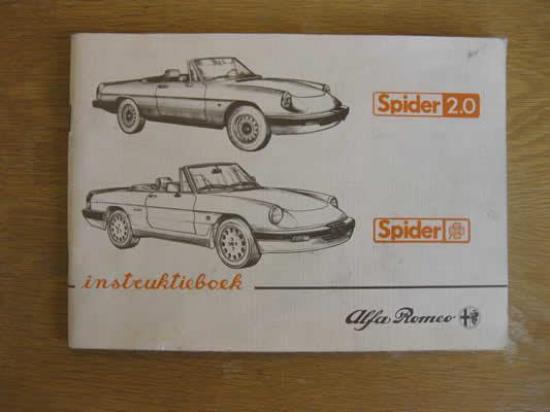 Spider 2.0
Spider
instruktieboek
Alfa Romeo